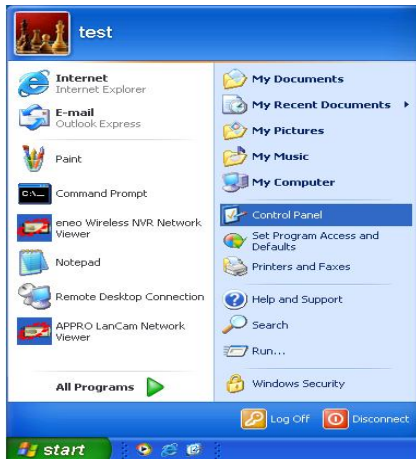 test
Internet
Internet Explorer
E-mail
Outlook Express
Paint
Command Prompt
eneo Wireless NVR Network
Viewer
Notepad
Remote Desktop Connection
APPRO LanCam Network
Viewer
All Programs
My Documents
My Recent Documents
My Pictures
My Music
My Computer
Control Panel
Set Program Access and
Defaults
Printers and Faxes
Help and Support
Search
Run...
Windows Security
Log Off
Disconnect
start